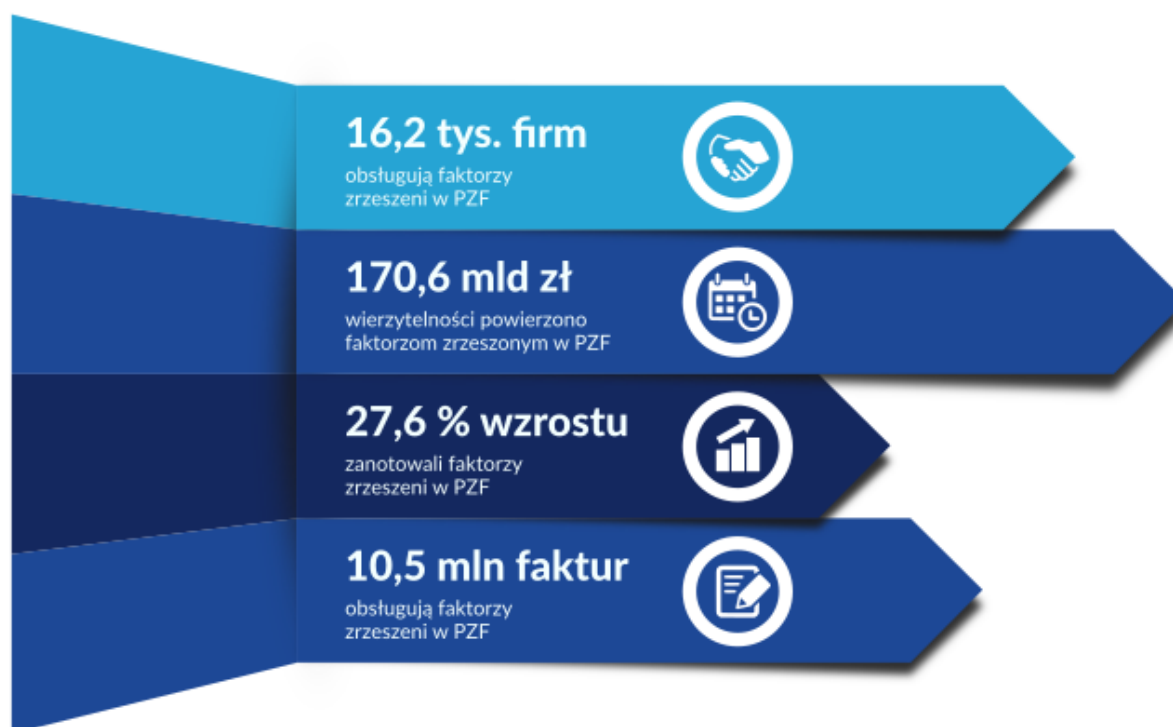 16,2 tys. firm
obsługują faktorzy
zrzeszeni w PZF
170,6 mld zł
wierzytelności powierzono
faktorzom zrzeszonym w PZF
27,6 % wzrostu
zanotowali faktorzy
zrzeszeni w PZF
10,5 mln faktur
obsługują faktorzy
zrzeszeni w PZF